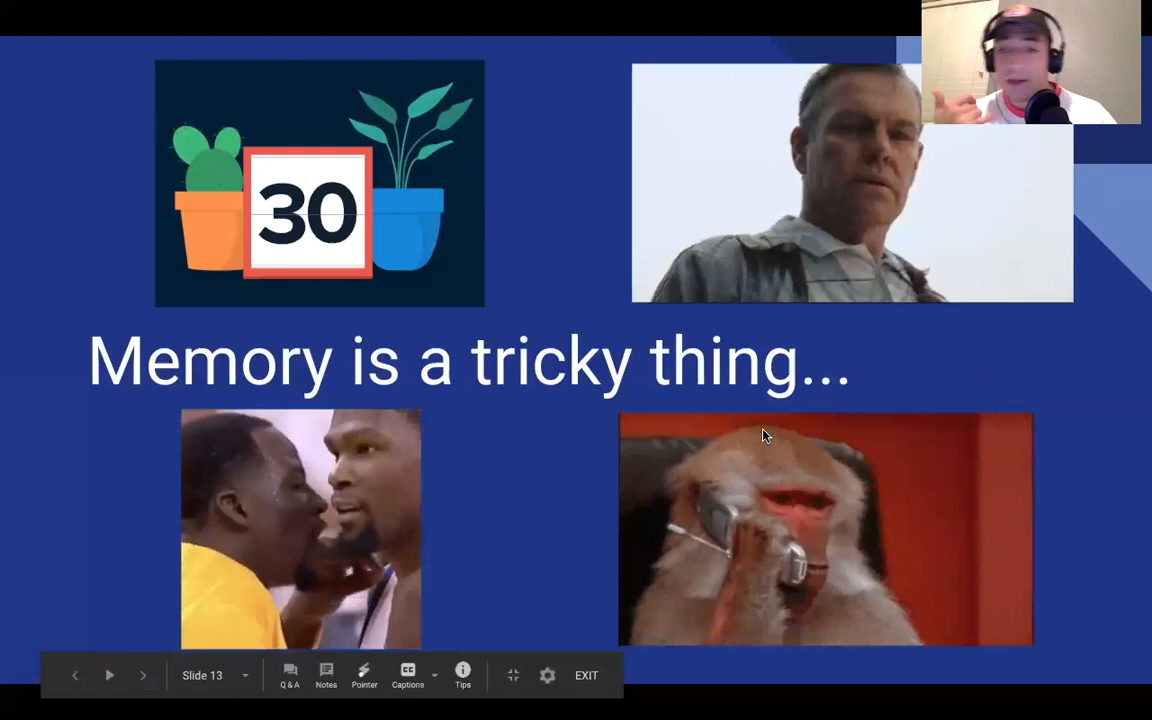 30
Memory is a tricky thing...
Slide 13
Q & A
Notes
Pointer
Captions
Tips
EXIT